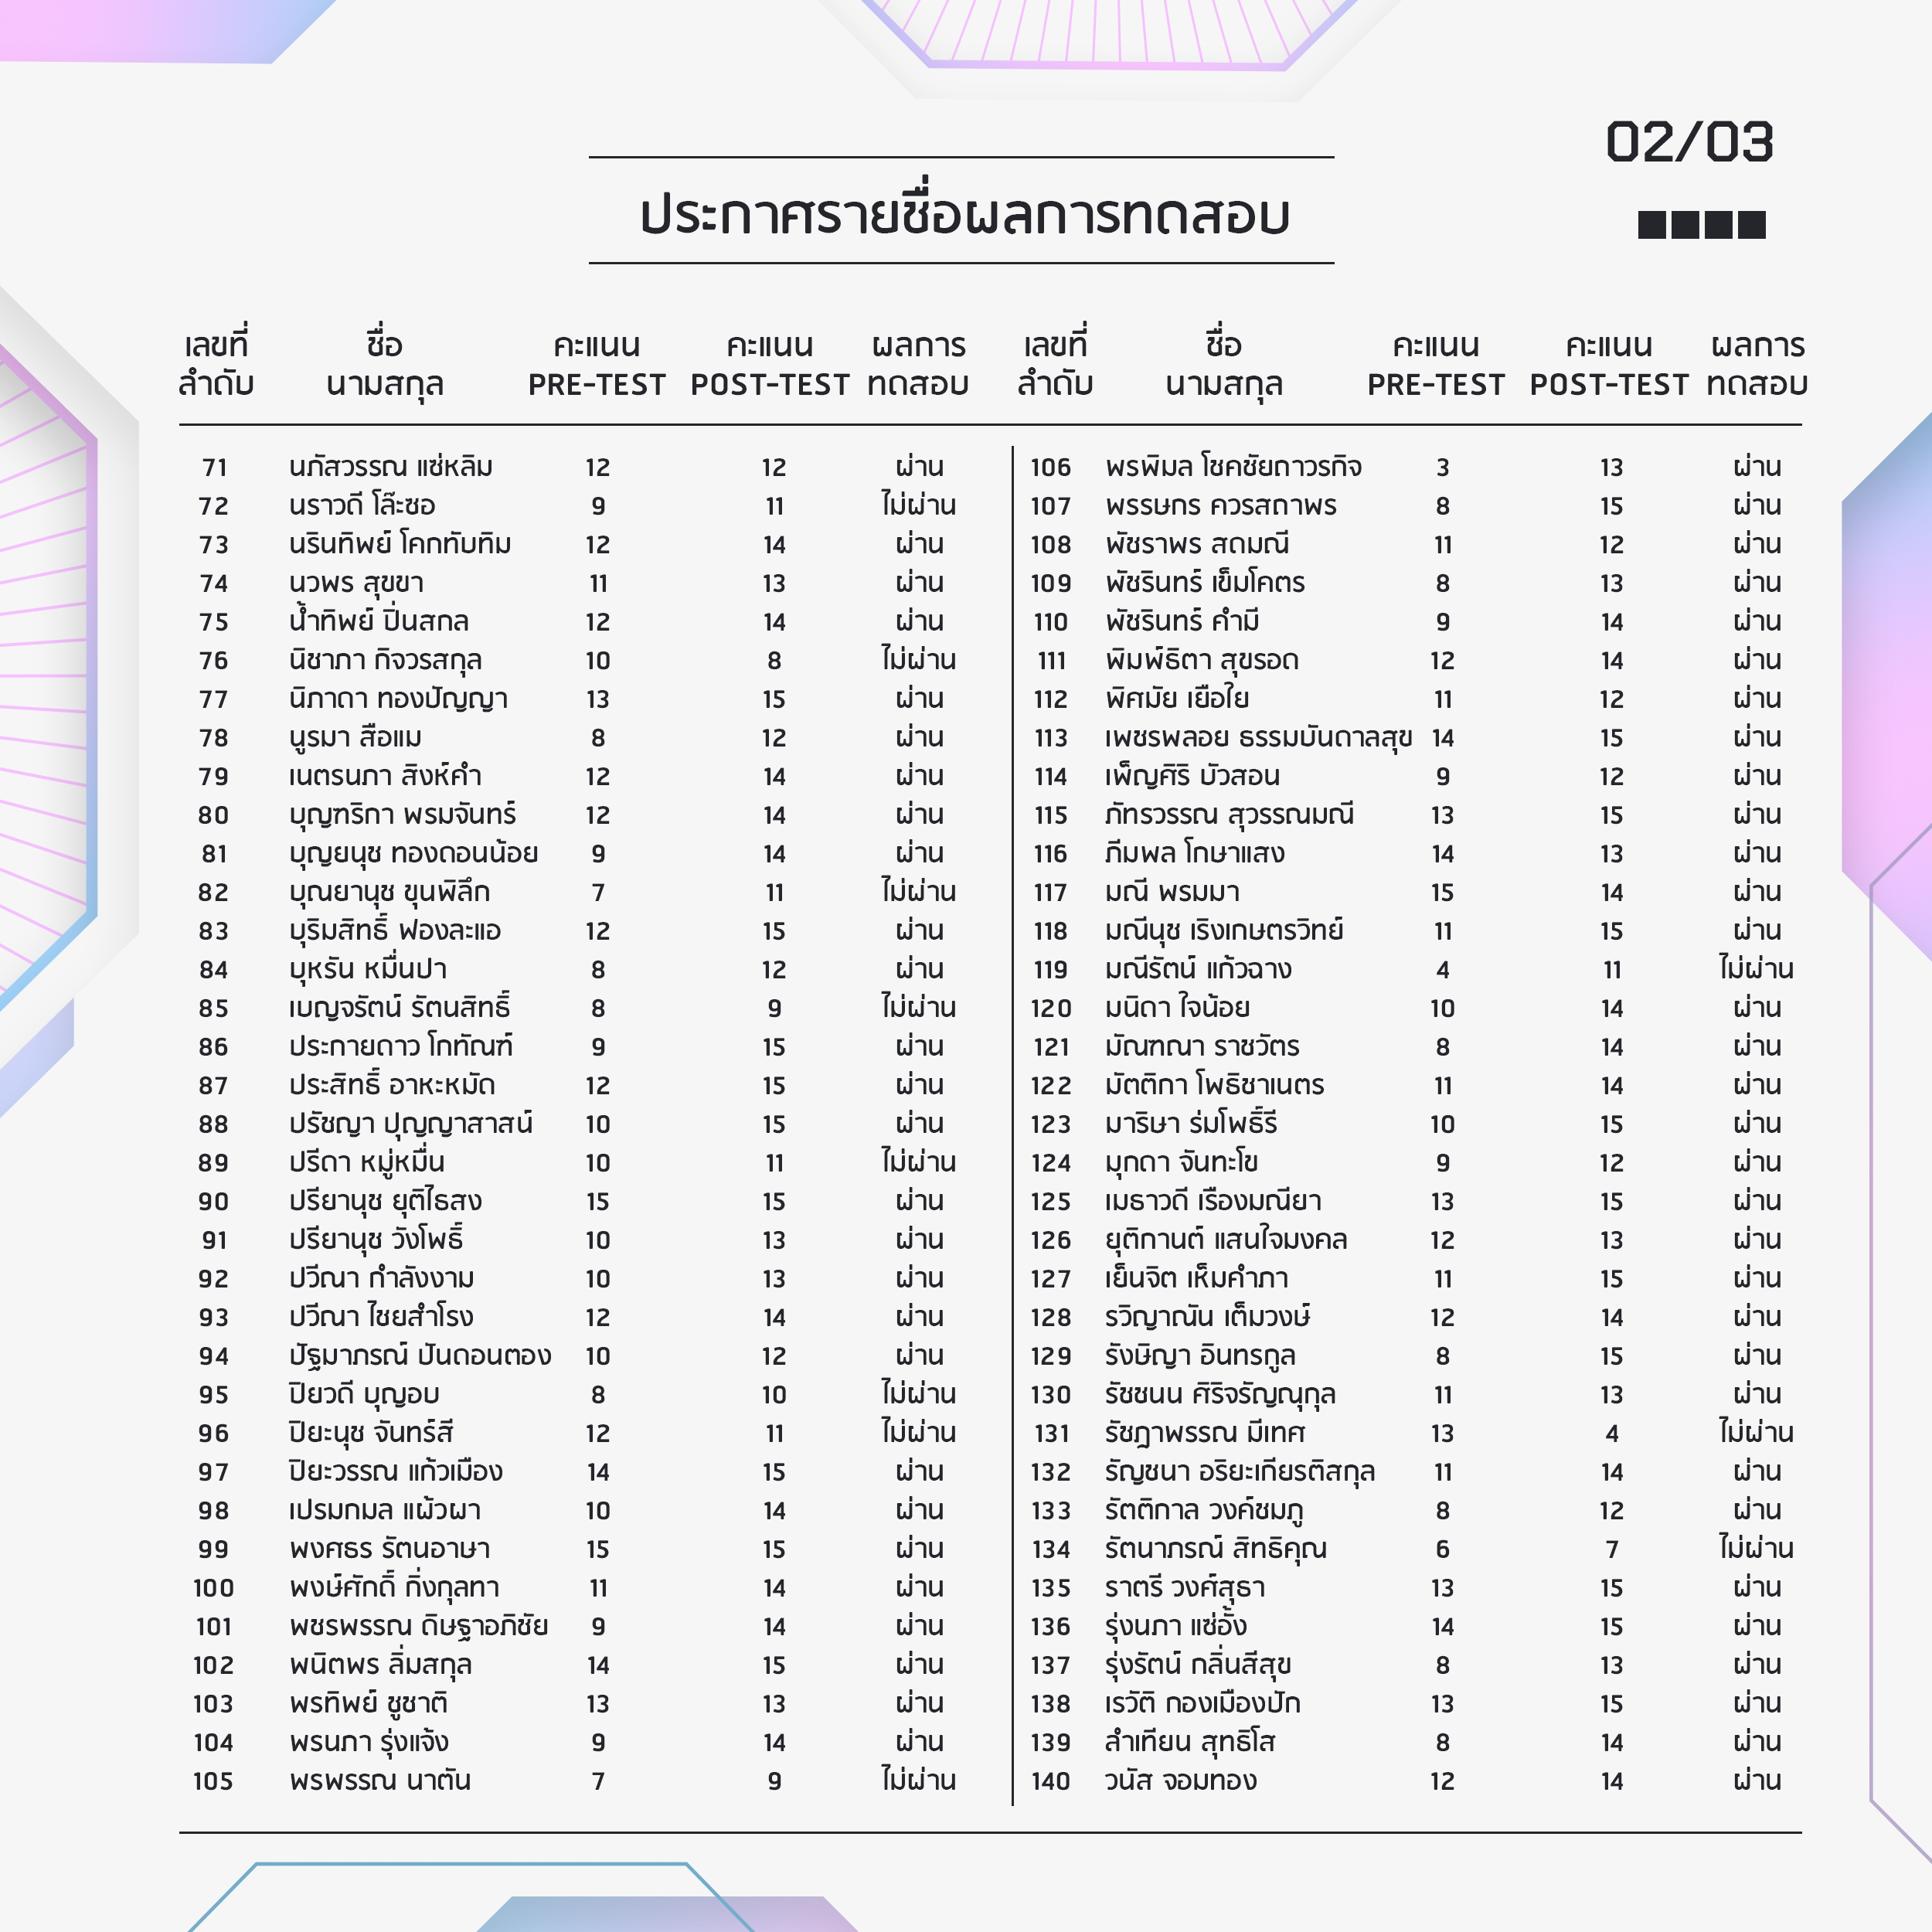 02/03
ประกาศรายชื่อผลการทดสอบ
เลขที่ ชื่อ คะแนน คะแนน ผลการ เลขที่ ชื่อ คะแนน คะแนน ผลการ
ลำดับ นามสกุล PRE-TEST POST-TEST ทดสอบ ลำดับ นามสกุล PRE-TEST POST-TEST ทดสอบ
71 นภัสวรรณ แซ่หลิม 12 12 ผ่าน
72 นราวดี โล๊ะซอ 9 11 ไม่ผ่าน
73 นรินทิพย์ โคกทับทิม 12 14 ผ่าน
74 นวพร สุขขา 11 13 ผ่าน
75 น้ำทิพย์ ปิ่นสกล 12 14 ผ่าน
76 นิชาภา กิจวรสกุล 10 8 ไม่ผ่าน
77 นิภาดา ทองปัญญา 13 15 ผ่าน
78 นูรมา สือแม 8 12 ผ่าน
79 เนตรนภา สิงห์คำ 12 14 ผ่าน
80 บุญฑริกา พรมจันทร์ 12 14 ผ่าน
81 บุญยนุช ทองดอนน้อย 9 14 ผ่าน
82 บุณยานุช ขุนพิลึก 7 11 ไม่ผ่าน
83 บุริมสิทธิ์ ฟองละแอ 12 15 ผ่าน
84 บุหรัน หมื่นปา 8 12 ผ่าน
85 เบญจรัตน์ รัตนสิทธิ์ 8 9 ไม่ผ่าน
86 ประกายดาว โกทัณฑ์ 9 15 ผ่าน
87 ประสิทธิ์ อาหะหมัด 12 15 ผ่าน
88 ปรัชญา ปุญญาสาสน์ 10 15 ผ่าน
89 ปรีดา หมู่หมื่น 10 11 ไม่ผ่าน
90 ปรียานุช ยุติไธสง 15 15 ผ่าน
91 ปรียานุช วังโพธิ์ 10 13 ผ่าน
92 ปวีณา กำลังงาม 10 13 ผ่าน
93 ปวีณา ไชยสำโรง 12 14 ผ่าน
94 ปัฐมาภรณ์ ปันดอนตอง 10 12 ผ่าน
95 ปิยวดี บุญอบ 8 10 ไม่ผ่าน
96 ปิยะนุช จันทร์สี 12 11 ไม่ผ่าน
97 ปิยะวรรณ แก้วเมือง 14 15 ผ่าน
98 เปรมกมล แผ้วผา 10 14 ผ่าน
99 พงศธร รัตนอาษา 15 15 ผ่าน
100 พงษ์ศักดิ์ กิ่งกุลทา 11 14 ผ่าน
101 พชรพรรณ ดิษฐาอภิชัย 9 14 ผ่าน
102 พนิตพร ลิ่มสกุล 14 15 ผ่าน
103 พรทิพย์ ชูชาติ 13 13 ผ่าน
104 พรนภา รุ่งแจ้ง 9 14 ผ่าน
105 พรพรรณ นาตัน 7 9 ไม่ผ่าน
106 พรพิมล โชคชัยถาวรกิจ 3 13 ผ่าน
107 พรรษกร ควรสถาพร 8 15 ผ่าน
108 พัชราพร สดมณี 11 12 ผ่าน
109 พัชรินทร์ เข็มโคตร 8 13 ผ่าน
110 พัชรินทร์ คำมี 9 14 ผ่าน
111 พิมพ์ธิตา สุขรอด 12 14 ผ่าน
112 พิศมัย เยือใย 11 12 ผ่าน
113 เพชรพลอย ธรรมบันดาลสุข 14 15 ผ่าน
114 เพ็ญศิริ บัวสอน 9 12 ผ่าน
115 ภัทรวรรณ สุวรรณมณี 13 15 ผ่าน
116 ภีมพล โกษาแสง 14 13 ผ่าน
117 มณี พรมมา 15 14 ผ่าน
118 มณีนุช เริงเกษตรวิทย์ 11 15 ผ่าน
119 มณีรัตน์ แก้วฉาง 4 11 ไม่ผ่าน
120 มนิดา ใจน้อย 10 14 ผ่าน
121 มัณฑณา ราชวัตร 8 14 ผ่าน
122 มัตติกา โพธิชาเนตร 11 14 ผ่าน
123 มาริษา ร่มโพธิ์รี 10 15 ผ่าน
124 มุกดา จันทะโข 9 12 ผ่าน
125 เมธาวดี เรืองมณียา 13 15 ผ่าน
126 ยุติกานต์ แสนใจมงคล 12 13 ผ่าน
127 เย็นจิต เห็มคำภา 11 15 ผ่าน
128 รวิญาณัน เต็มวงษ์ 12 14 ผ่าน
129 รังษิญา อินทรกูล 8 15 ผ่าน
130 รัชชนน ศิริจรัญณุกุล 11 13 ผ่าน
131 รัชฎาพรรณ มีเทศ 13 4 ไม่ผ่าน
132 รัญชนา อริยะเกียรติสกุล 11 14 ผ่าน
133 รัตติกาล วงค์ชมภู 8 12 ผ่าน
134 รัตนาภรณ์ สิทธิคุณ 6 7 ไม่ผ่าน
135 ราตรี วงศ์สุธา 13 15 ผ่าน
136 รุ่งนภา แซ่อั้ง 14 15 ผ่าน
137 รุ่งรัตน์ กลิ่นสีสุข 8 13 ผ่าน
138 เรวัติ กองเมืองปัก 13 15 ผ่าน
139 ลำเทียน สุทธิโส 8 14 ผ่าน
140 วนัส จอมทอง 12 14 ผ่าน